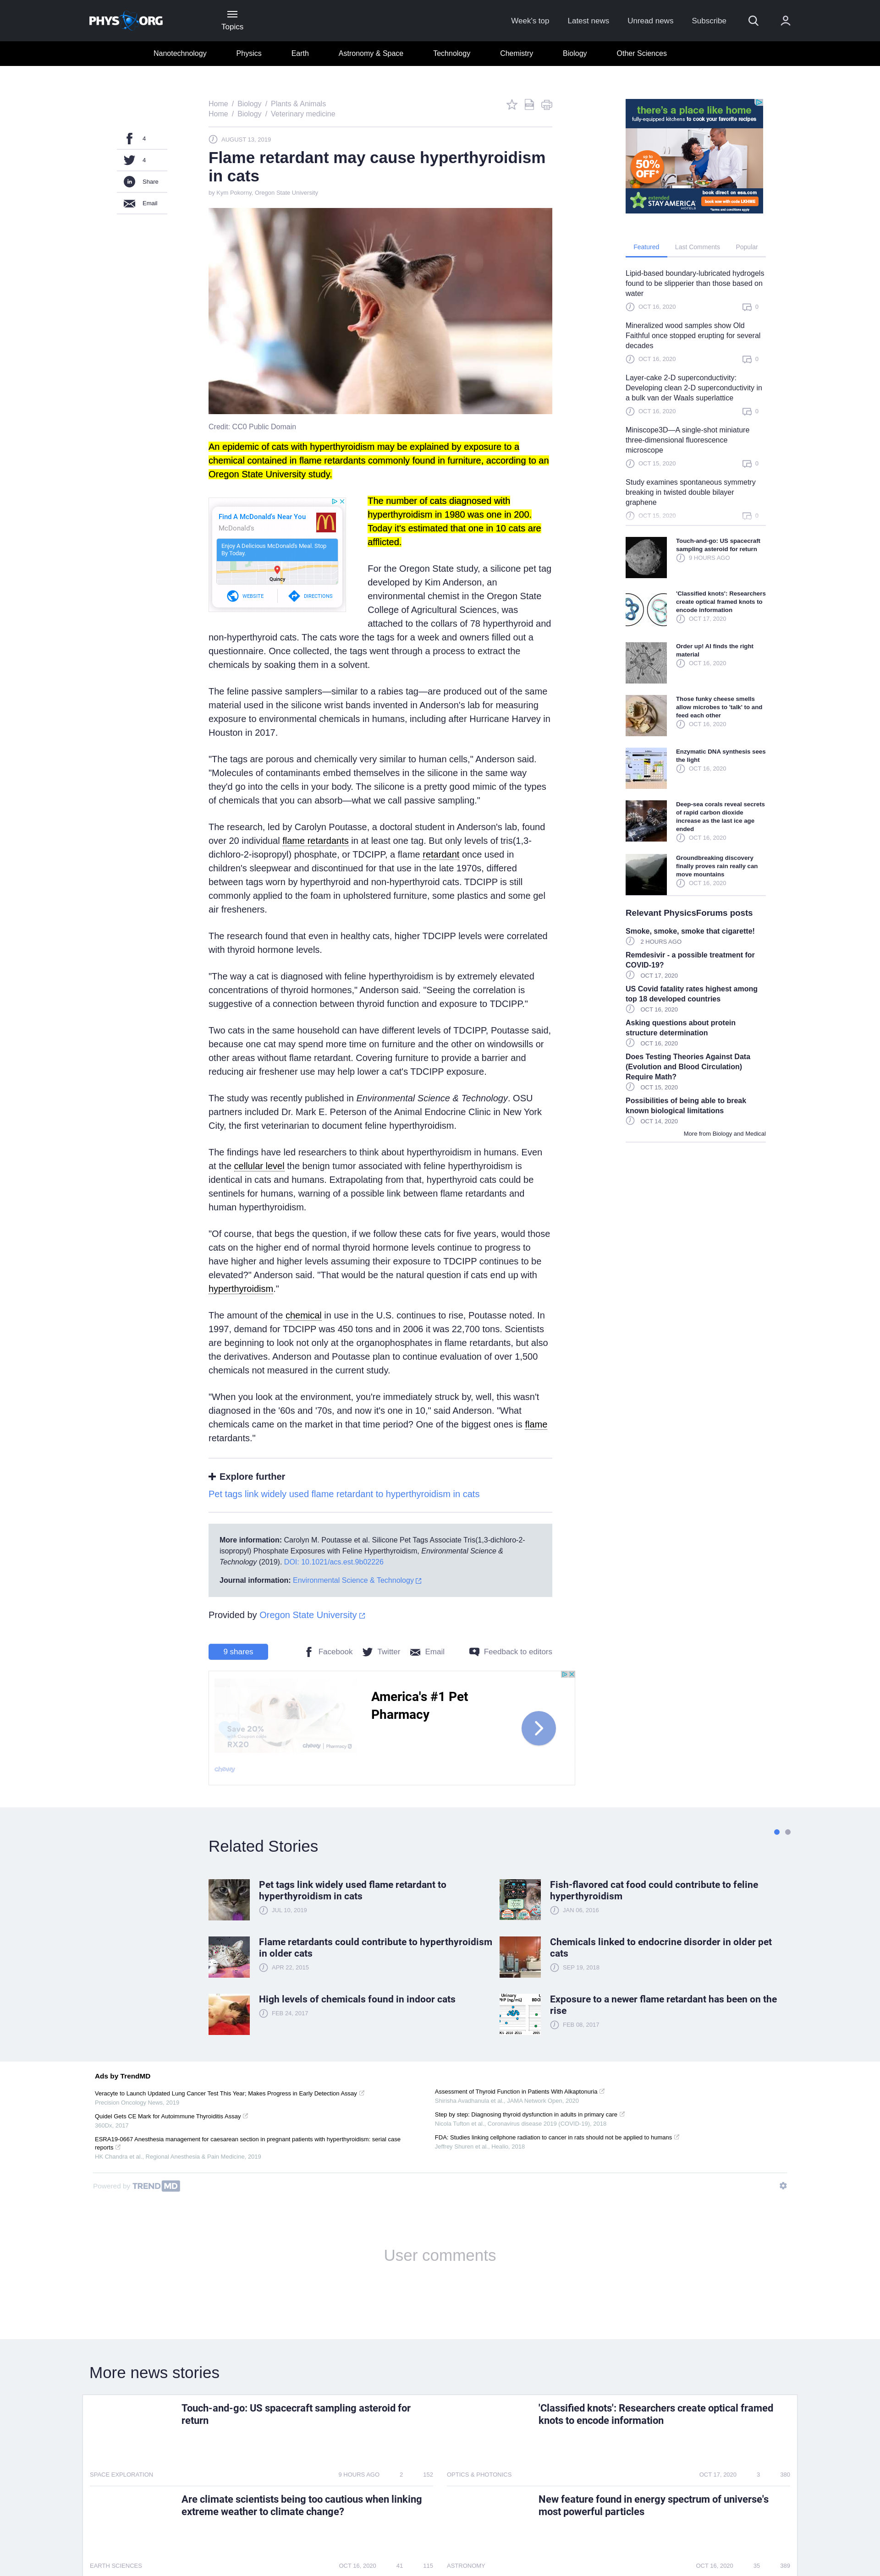 PHYS ORG
Topics
Week's top
Latest news
Unread news
Subscribe
Nanotechnology
Physics
Earth
Astronomy & Space
Technology
Chemistry
Biology
Other Sciences
4
4
Share
Email
Home / Biology / Plants & Animals
Home / Biology / Veterinary medicine
AUGUST 13, 2019
Flame retardant may cause hyperthyroidism
in cats
by Kym Pokorny, Oregon State University
Credit: CC0 Public Domain
An epidemic of cats with hyperthyroidism may be explained by exposure to a
chemical contained in flame retardants commonly found in furniture, according to an
Oregon State University study.
Find A McDonald's Near You
McDonald's
Enjoy A Delicious McDonald's Meal. Stop
By Today.
Quincy
WEBSITE
DIRECTIONS
The number of cats diagnosed with
hyperthyroidism in 1980 was one in 200.
Today it's estimated that one in 10 cats are
afflicted.
For the Oregon State study, a silicone pet tag
developed by Kim Anderson, an
environmental chemist in the Oregon State
College of Agricultural Sciences, was
attached to the collars of 78 hyperthyroid and
non-hyperthyroid cats. The cats wore the tags for a week and owners filled out a
questionnaire. Once collected, the tags went through a process to extract the
chemicals by soaking them in a solvent.
The feline passive samplers—similar to a rabies tag—are produced out of the same
material used in the silicone wrist bands invented in Anderson's lab for measuring
exposure to environmental chemicals in humans, including after Hurricane Harvey in
Houston in 2017.
"The tags are porous and chemically very similar to human cells," Anderson said.
"Molecules of contaminants embed themselves in the silicone in the same way
they'd go into the cells in your body. The silicone is a pretty good mimic of the types
of chemicals that you can absorb—what we call passive sampling."
The research, led by Carolyn Poutasse, a doctoral student in Anderson's lab, found
over 20 individual flame retardants in at least one tag. But only levels of tris(1,3-
dichloro-2-isopropyl) phosphate, or TDCIPP, a flame retardant once used in
children's sleepwear and discontinued for that use in the late 1970s, differed
between tags worn by hyperthyroid and non-hyperthyroid cats. TDCIPP is still
commonly applied to the foam in upholstered furniture, some plastics and some gel
air fresheners.
The research found that even in healthy cats, higher TDCIPP levels were correlated
with thyroid hormone levels.
"The way a cat is diagnosed with feline hyperthyroidism is by extremely elevated
concentrations of thyroid hormones," Anderson said. "Seeing the correlation is
suggestive of a connection between thyroid function and exposure to TDCIPP."
Two cats in the same household can have different levels of TDCIPP, Poutasse said,
because one cat may spend more time on furniture and the other on windowsills or
other areas without flame retardant. Covering furniture to provide a barrier and
reducing air freshener use may help lower a cat's TDCIPP exposure.
The study was recently published in Environmental Science & Technology. OSU
partners included Dr. Mark E. Peterson of the Animal Endocrine Clinic in New York
City, the first veterinarian to document feline hyperthyroidism.
The findings have led researchers to think about hyperthyroidism in humans. Even
at the cellular level the benign tumor associated with feline hyperthyroidism is
identical in cats and humans. Extrapolating from that, hyperthyroid cats could be
sentinels for humans, warning of a possible link between flame retardants and
human hyperthyroidism.
"Of course, that begs the question, if we follow these cats for five years, would those
cats on the higher end of normal thyroid hormone levels continue to progress to
have higher and higher levels assuming their exposure to TDCIPP continues to be
elevated?" Anderson said. "That would be the natural question if cats end up with
hyperthyroidism."
The amount of the chemical in use in the U.S. continues to rise, Poutasse noted. In
1997, demand for TDCIPP was 450 tons and in 2006 it was 22,700 tons. Scientists
are beginning to look not only at the organophosphates in flame retardants, but also
the derivatives. Anderson and Poutasse plan to continue evaluation of over 1,500
chemicals not measured in the current study.
"When you look at the environment, you're immediately struck by, well, this wasn't
diagnosed in the '60s and '70s, and now it's one in 10," said Anderson. "What
chemicals came on the market in that time period? One of the biggest ones is flame
retardants."
Explore further
Pet tags link widely used flame retardant to hyperthyroidism in cats
More information: Carolyn M. Poutasse et al. Silicone Pet Tags Associate Tris(1,3-dichloro-2-
isopropyl) Phosphate Exposures with Feline Hyperthyroidism, Environmental Science &
Technology (2019). DOI: 10.1021/acs.est.9b02226
Journal information: Environmental Science & Technology
Provided by Oregon State University
9 shares
Facebook
Twitter
Email
Feedback to editors
America's #1 Pet
Pharmacy
Save 20%
RX20
chewy
chewy | Pharmacy
there's a place like home
fully-equipped kitchens to cook your favorite recipes
up to
50%
OFF*
extended
STAY AMERICA
HOTELS
book direct on esa.com
*terms and conditions apply
Featured
Last Comments
Popular
Lipid-based boundary-lubricated hydrogels
found to be slipperier than those based on
water
OCT 16, 2020
0
Mineralized wood samples show Old
Faithful once stopped erupting for several
decades
OCT 16, 2020
0
Layer-cake 2-D superconductivity:
Developing clean 2-D superconductivity in
a bulk van der Waals superlattice
OCT 16, 2020
0
Miniscope3D—A single-shot miniature
three-dimensional fluorescence
microscope
OCT 15, 2020
0
Study examines spontaneous symmetry
breaking in twisted double bilayer
graphene
OCT 15, 2020
0
Touch-and-go: US spacecraft
sampling asteroid for return
9 HOURS AGO
'Classified knots': Researchers
create optical framed knots to
encode information
OCT 17, 2020
Order up! AI finds the right
material
OCT 16, 2020
Those funky cheese smells
allow microbes to 'talk' to and
feed each other
OCT 16, 2020
Enzymatic DNA synthesis sees
the light
OCT 16, 2020
Deep-sea corals reveal secrets
of rapid carbon dioxide
increase as the last ice age
ended
OCT 16, 2020
Groundbreaking discovery
finally proves rain really can
move mountains
OCT 16, 2020
Relevant PhysicsForums posts
Smoke, smoke, smoke that cigarette!
2 HOURS AGO
Remdesivir - a possible treatment for
COVID-19?
OCT 17, 2020
US Covid fatality rates highest among
top 18 developed countries
OCT 16, 2020
Asking questions about protein
structure determination
OCT 16, 2020
Does Testing Theories Against Data
(Evolution and Blood Circulation)
Require Math?
OCT 15, 2020
Possibilities of being able to break
known biological limitations
OCT 14, 2020
More from Biology and Medical
Related Stories
Pet tags link widely used flame retardant to
hyperthyroidism in cats
JUL 10, 2019
Fish-flavored cat food could contribute to feline
hyperthyroidism
JAN 08, 2016
Flame retardants could contribute to hyperthyroidism
in older cats
APR 22, 2015
Chemicals linked to endocrine disorder in older pet
cats
SEP 19, 2018
High levels of chemicals found in indoor cats
FEB 24, 2017
Exposure to a newer flame retardant has been on the
rise
FEB 08, 2017
Ads by TrendMD
Veracyte to Launch Updated Lung Cancer Test This Year; Makes Progress in Early Detection Assay
Precision Oncology News, 2019
Quidel Gets CE Mark for Autoimmune Thyroiditis Assay
360Dx, 2017
ESRA19-0667 Anesthesia management for caesarean section in pregnant patients with hyperthyroidism: serial case
reports
HK Chandra et al., Regional Anesthesia & Pain Medicine, 2019
Assessment of Thyroid Function in Patients With Alkaptonuria
Shirisha Avadhanula et al., JAMA Network Open, 2020
Step by step: Diagnosing thyroid dysfunction in adults in primary care
Nicola Tufton et al., Coronavirus disease 2019 (COVID-19), 2018
FDA: Studies linking cellphone radiation to cancer in rats should not be applied to humans
Jeffrey Shuren et al., Healio, 2018
Powered by TREND MD
User comments
More news stories
Touch-and-go: US spacecraft sampling asteroid for
return
SPACE EXPLORATION
9 HOURS AGO
2
152
'Classified knots': Researchers create optical framed
knots to encode information
OPTICS & PHOTONICS
OCT 17, 2020
3
380
Are climate scientists being too cautious when linking
extreme weather to climate change?
EARTH SCIENCES
OCT 16, 2020
41
115
New feature found in energy spectrum of universe's
most powerful particles
ASTRONOMY
OCT 16, 2020
35
389